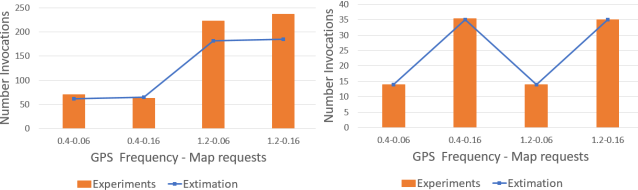 Number Invocations
250
200
150
100
50
0
0.4-0.06 0.4-0.16 1.2-0.06 1.2-0.16
GPS Frequency - Map requests
Experiments Extimation
Number Invocations
40
35
30
25
20
15
10
5
0
0.4-0.06 0.4-0.16 1.2-0.06 1.2-0.16
GPS Frequency - Map requests
Experiments Extimation